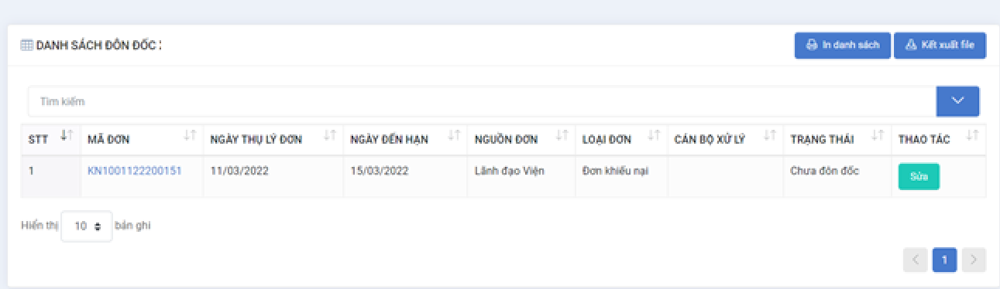 DANH SÁCH ĐÔN ĐỐC :
In danh sách
Kết xuất file
Tìm kiếm
STT MÃ ĐƠN NGÀY THỤ LÝ ĐƠN NGÀY ĐẾN HẠN NGUỒN ĐƠN LOẠI ĐƠN CÁN BỘ XỬ LÝ TRẠNG THÁI THAO TÁC
1 KN1001122200151 11/03/2022 15/03/2022 Lãnh đạo Viện Đơn khiếu nại Chưa đôn đốc Sửa
Hiển thị 10 bản ghi
1